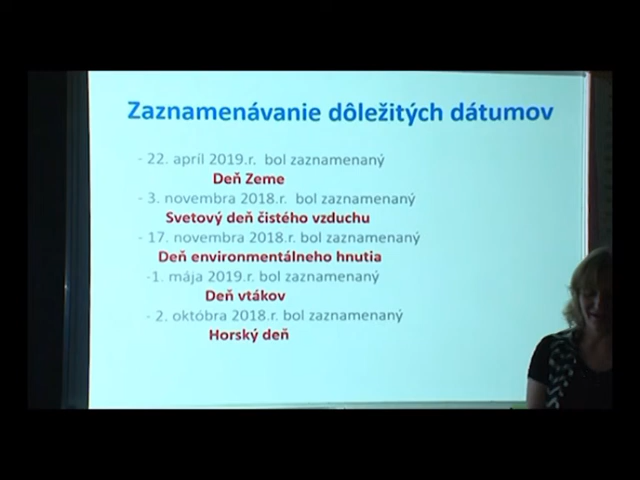 Zaznamenávanie dôležitých dátumov
- 22. apríl 2019.r. bol zaznamenaný
Deň Zeme
- 3. novembra 2018.r. bol zaznamenaný
Svetový deň čistého vzduchu
- 17. novembra 2018.r. bol zaznamenaný
Deň environmentálneho hnutia
-1. mája 2019.r. bol zaznamenaný
Deň vtákov
- 2. októbra 2018.r. bol zaznamenaný
Horský deň